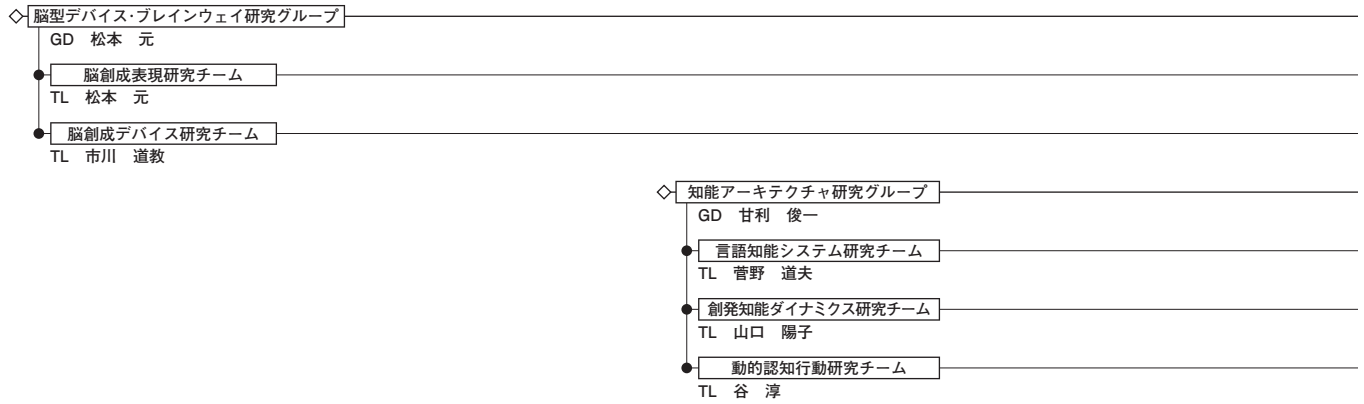 脳型デバイス・ブレインウェイ研究グループ
GD 松本 元
脳創成表現研究チーム
TL 松本 元
脳創成デバイス研究チーム
TL 市川 道教
知能アーキテクチャ研究グループ
GD 甘利 俊一
言語知能システム研究チーム
TL 菅野 道夫
創発知能ダイナミクス研究チーム
TL 山口 陽子
動的認知行動研究チーム
TL 谷 淳